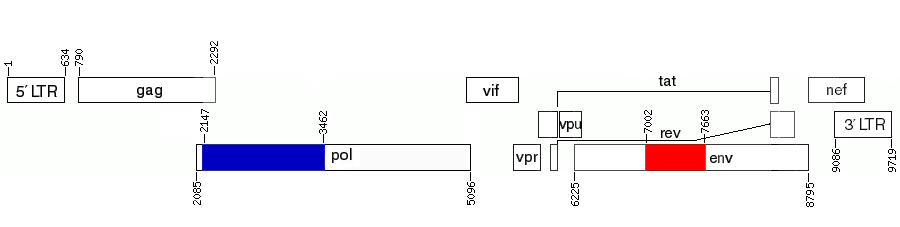 1
634
790
2292
5′ LTR
gag
vif
tat
nef
2147
3462
vpu
7002
rev
7663
3′ LTR
pol
vpr
env
2085
5096
6225
8795
9086
9719